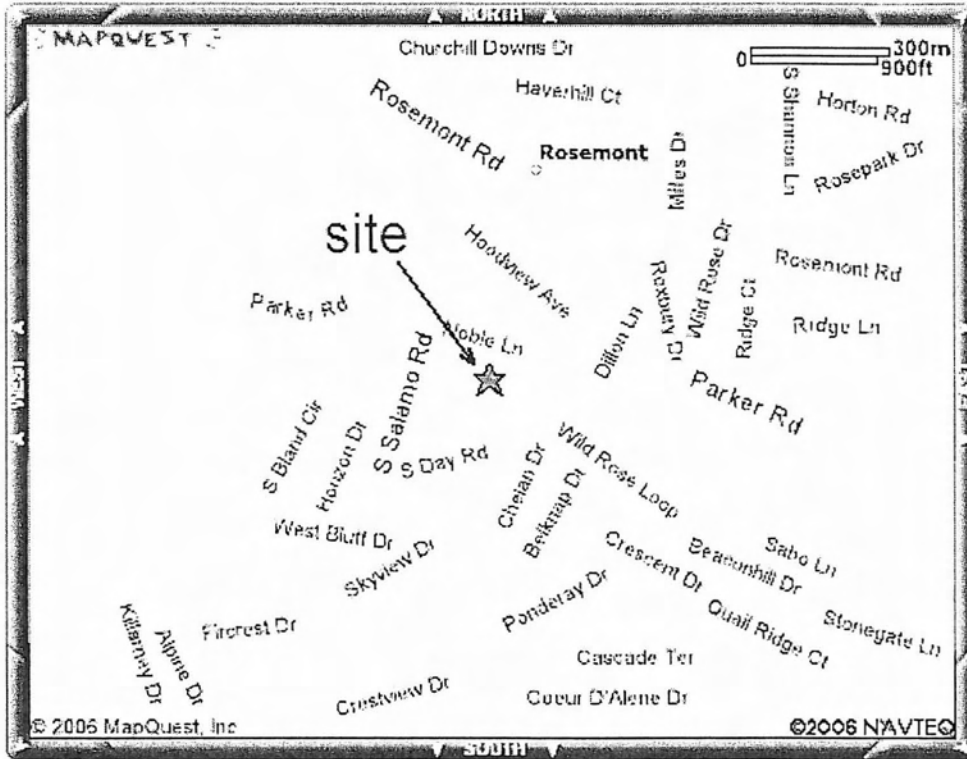 NORTH
MAPQUEST
Churchill Downs Dr
0 300m
900ft
Haverhill Ct
S Shannon Ln
Horton Rd
Rosemont Rd
Rosemont
Miles Dr
Rosepark Dr
site
Hoodview Ave
Wild Rose Dr
Rosemont Rd
Parker Rd
Noble Ln
Dillon Ln
Roxbury Dr
Ridge Ct
Ridge Ln
WEST
S Salamo Rd
Parker Rd
S Bland Cir
Horizon Dr
S Day Rd
Chelan Dr
Belknap Dr
Wild Rose Loop
West Bluff Dr
Skyview Dr
Crescent Dr
Beaconhill Dr
Sabo Ln
Ponderay Dr
Quail Ridge Ct
Stonegate Ln
Killarney Dr
Alpine Dr
Fircrest Dr
Cascade Ter
Crestview Dr
Coeur D'Alene Dr
© 2006 MapQuest, Inc
©2006 NAVTEQ
SOUTH